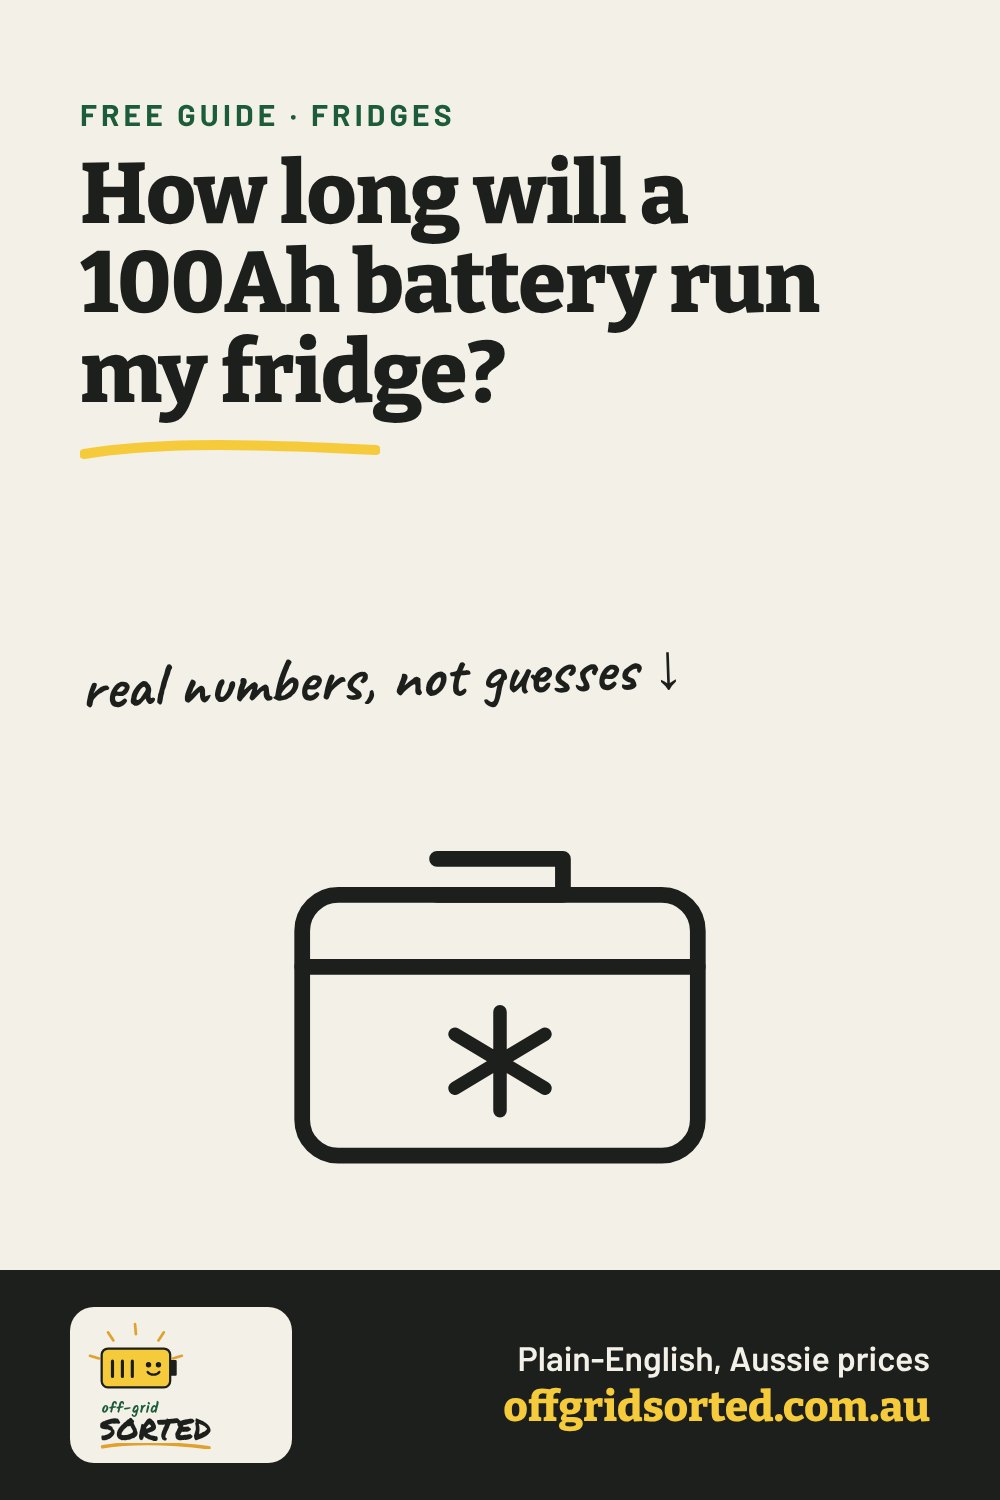 FREE GUIDE · FRIDGES
How long will a
100Ah battery run
my fridge?
real numbers, not guesses ↓
off-grid
SORTED
Plain-English, Aussie prices
offgridsorted.com.au